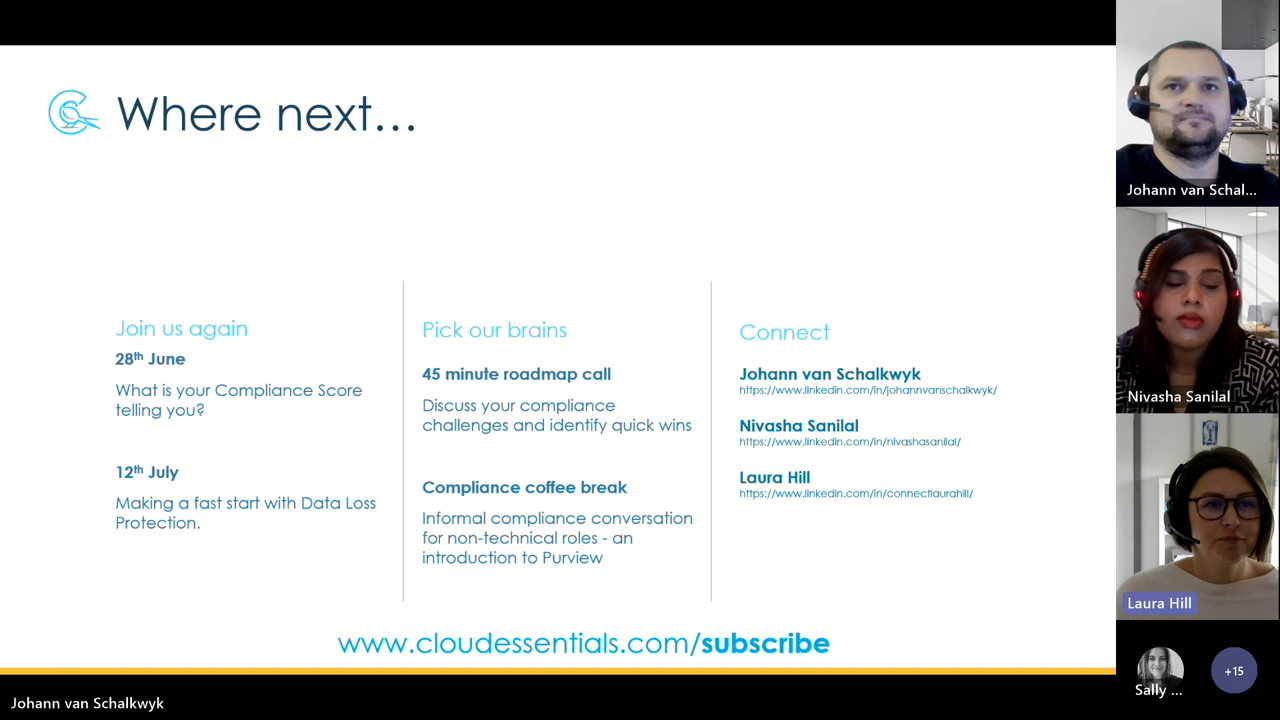 Where next...
Join us again
28th June
What is your Compliance Score
telling you?
12th July
Making a fast start with Data Loss
Protection.
Pick our brains
45 minute roadmap call
Discuss your compliance
challenges and identify quick wins
Compliance coffee break
Informal compliance conversation
for non-technical roles - an
introduction to Purview
Connect
Johann van Schalkwyk
https://www.linkedin.com/in/johannvanschalkwyk/
Nivasha Sanilal
https://www.linkedin.com/in/nivashasanilal/
Laura Hill
https://www.linkedin.com/in/connectlaurahill/
www.cloudessentials.com/subscribe
Johann van Schalkwyk
Johann van Schal...
Nivasha Sanilal
Laura Hill
Sally ...
+15